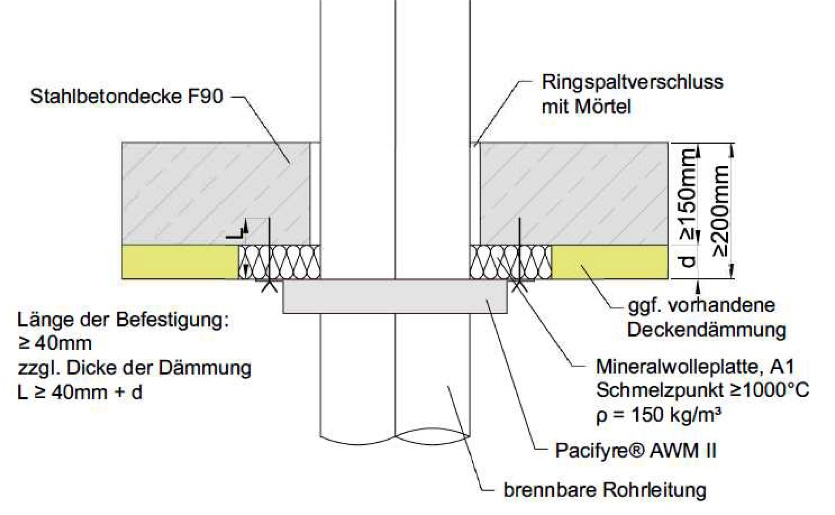 Stahlbetondecke F90
Ringspaltverschluss
mit Mörtel
≥150mm
≥200mm
d
L
Länge der Befestigung:
≥ 40mm
zzgl. Dicke der Dämmung
L ≥ 40mm + d
ggf. vorhandene
Deckendämmung
Mineralwolleplatte, A1
Schmelzpunkt ≥1000°C
ρ = 150 kg/m³
Pacifyre® AWM II
brennbare Rohrleitung